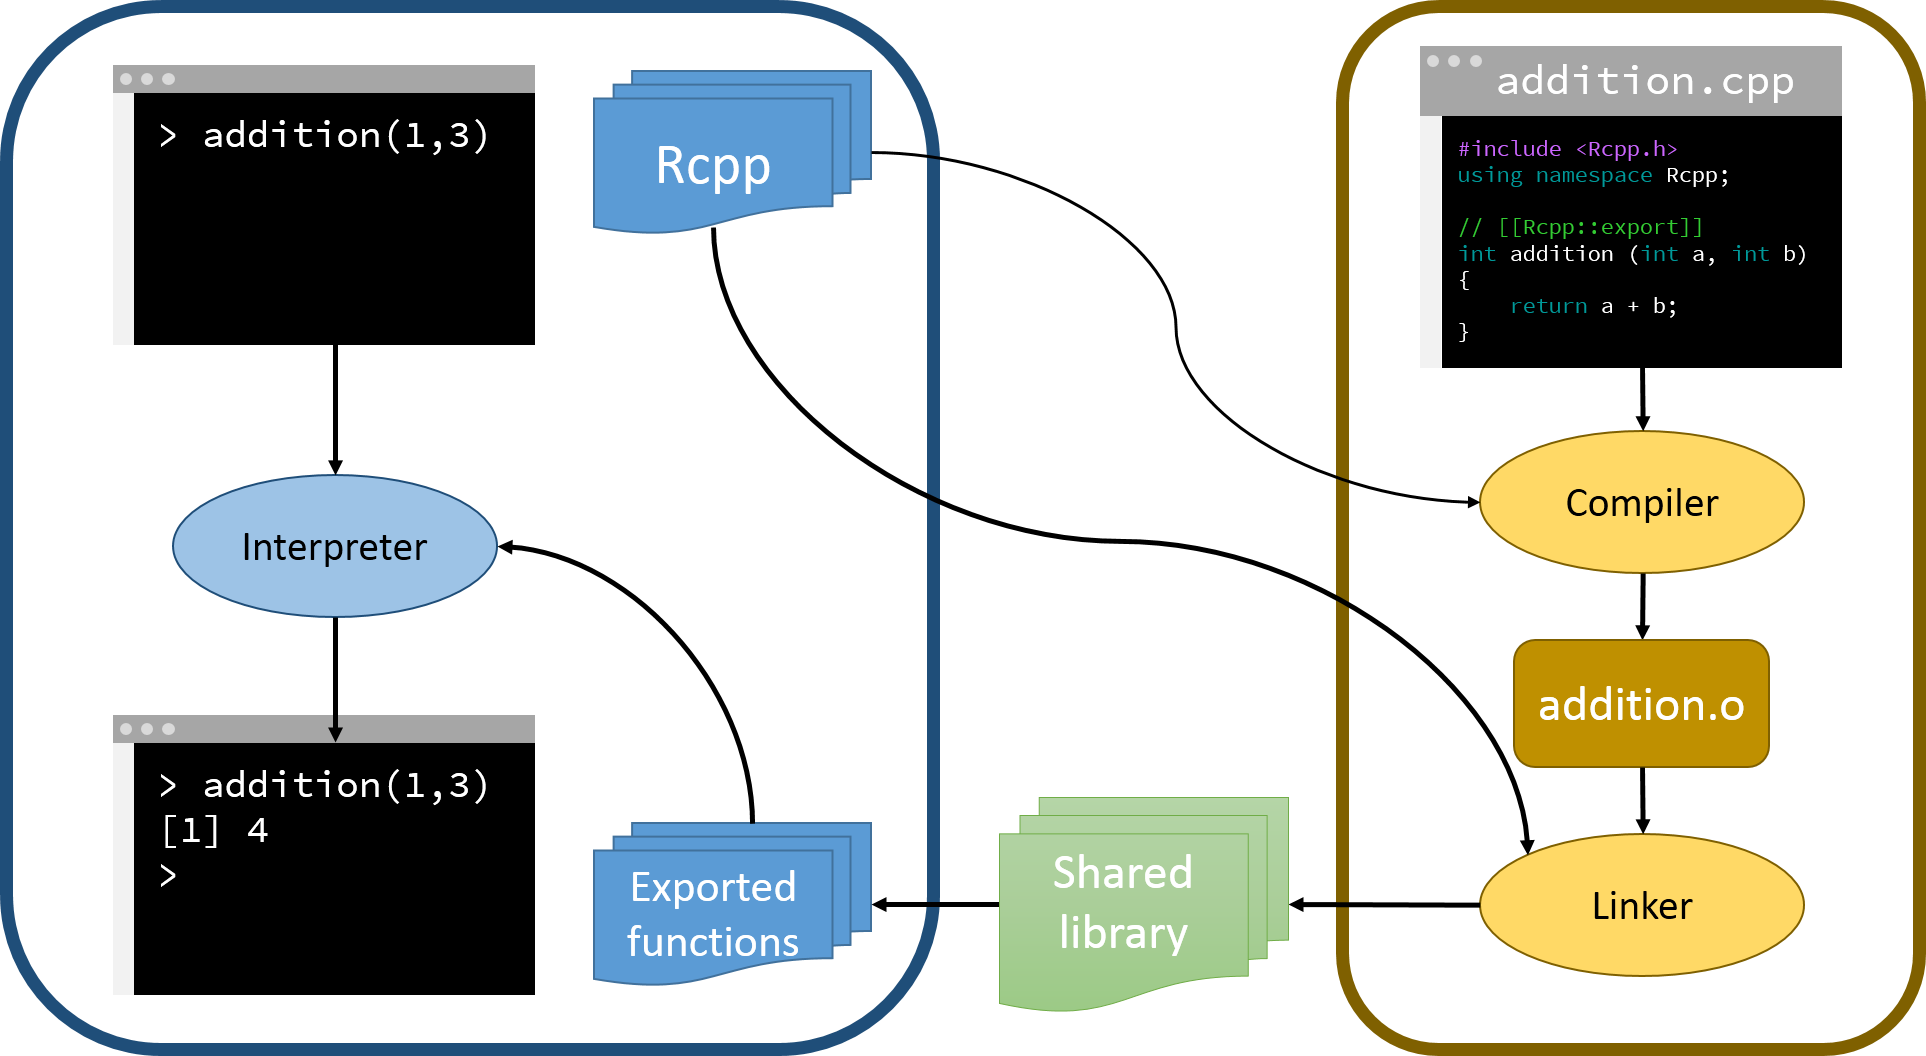 > addition(1,3)
Rcpp
addition.cpp
#include <Rcpp.h>
using namespace Rcpp;
// [[Rcpp::export]]
int addition (int a, int b)
{
    return a + b;
}
Interpreter
Compiler
addition.o
> addition(1,3)
[1] 4
>
Exported
functions
Shared
library
Linker